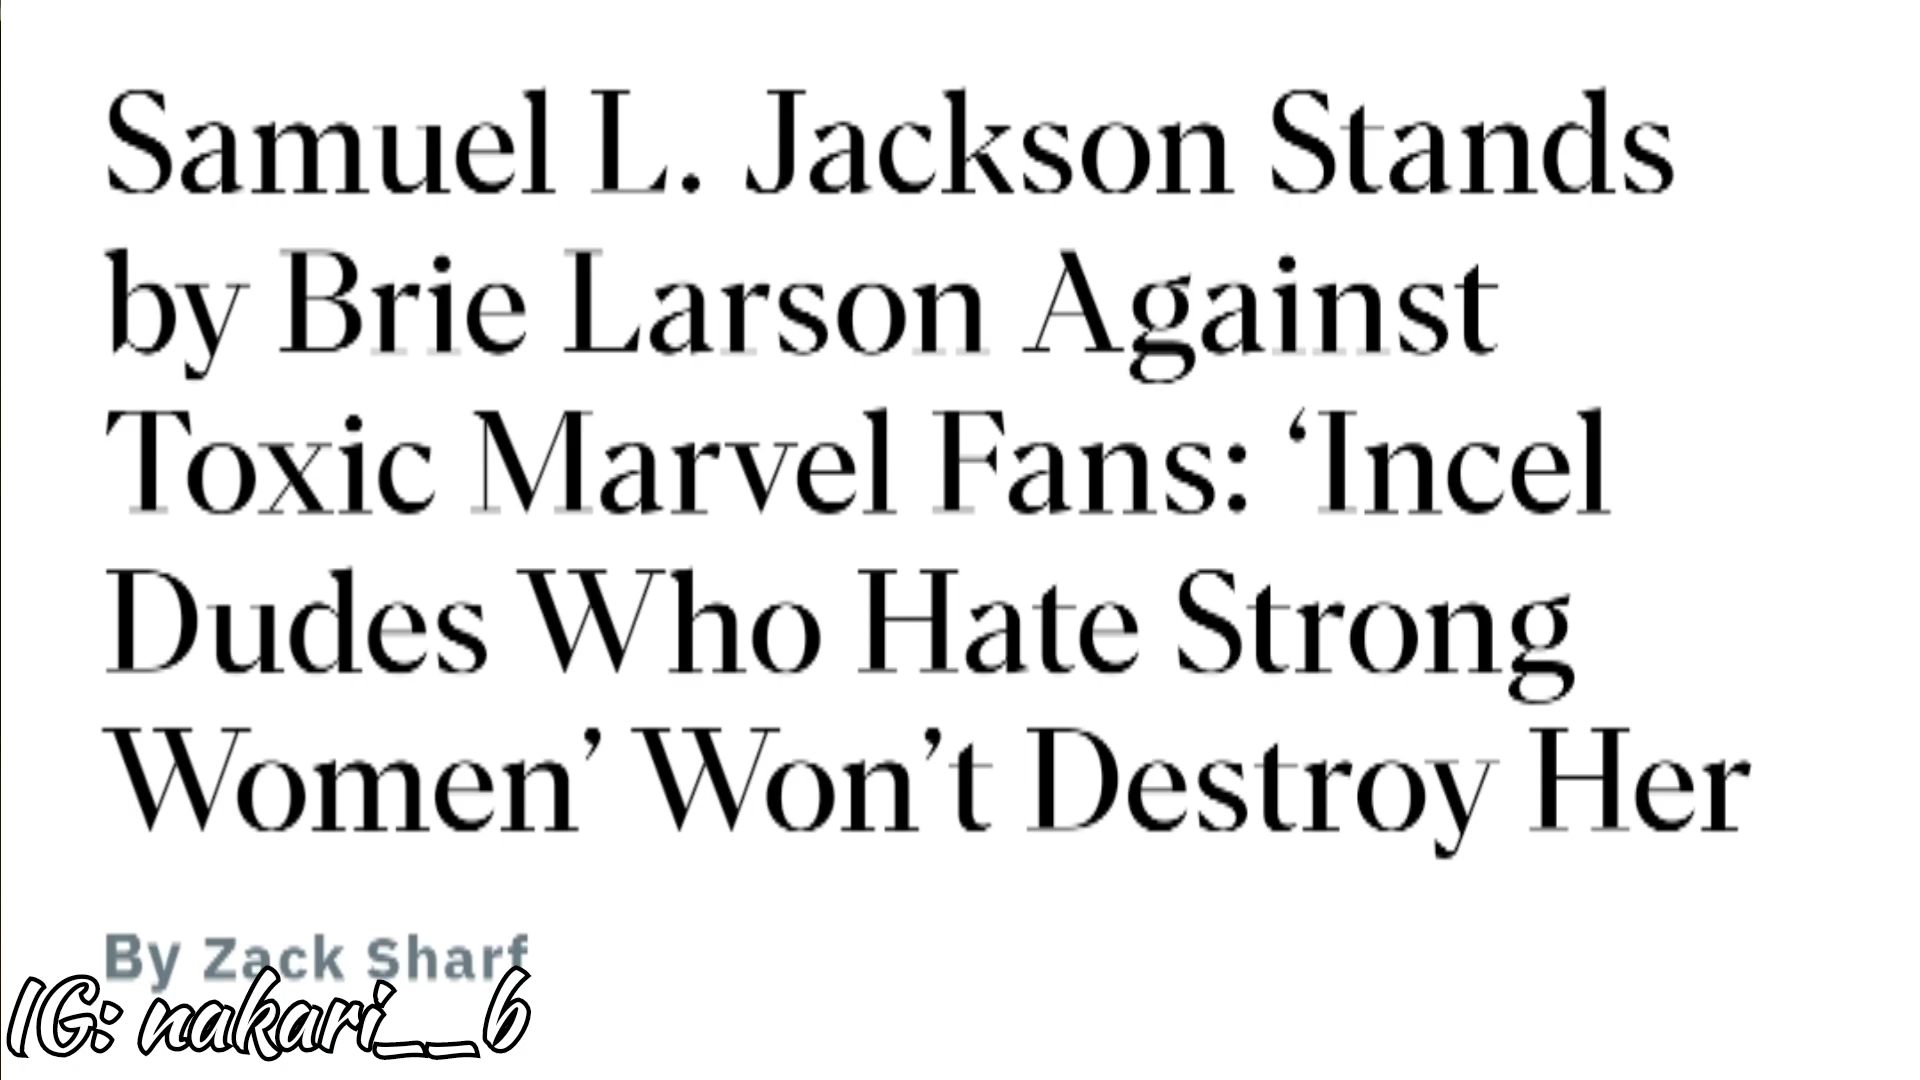 Samuel L. Jackson Stands
by Brie Larson Against
Toxic Marvel Fans: ‘Incel
Dudes Who Hate Strong
Women’ Won’t Destroy Her
By Zack Sharf
IG: nakari__b